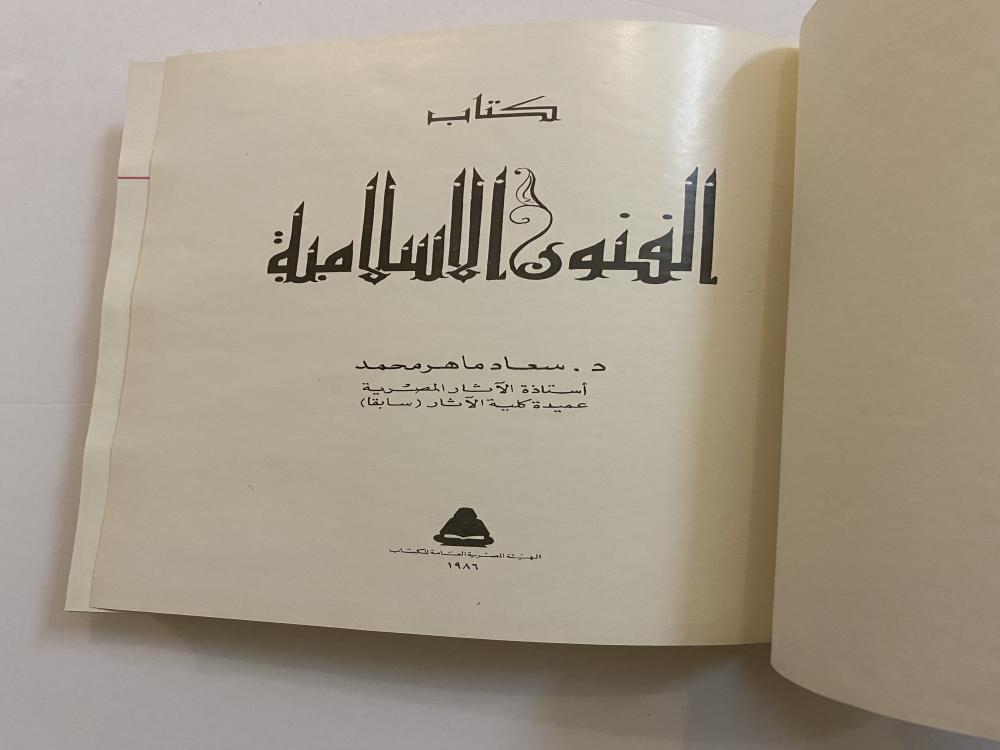 كتاب
الفنون الإسلامية
د. سعاد ماهر محمد
أستاذة الآثار المصرية
عميدة كلية الآثار (سابقا)
الهيئة المصرية العامة للكتاب
١٩٨٦